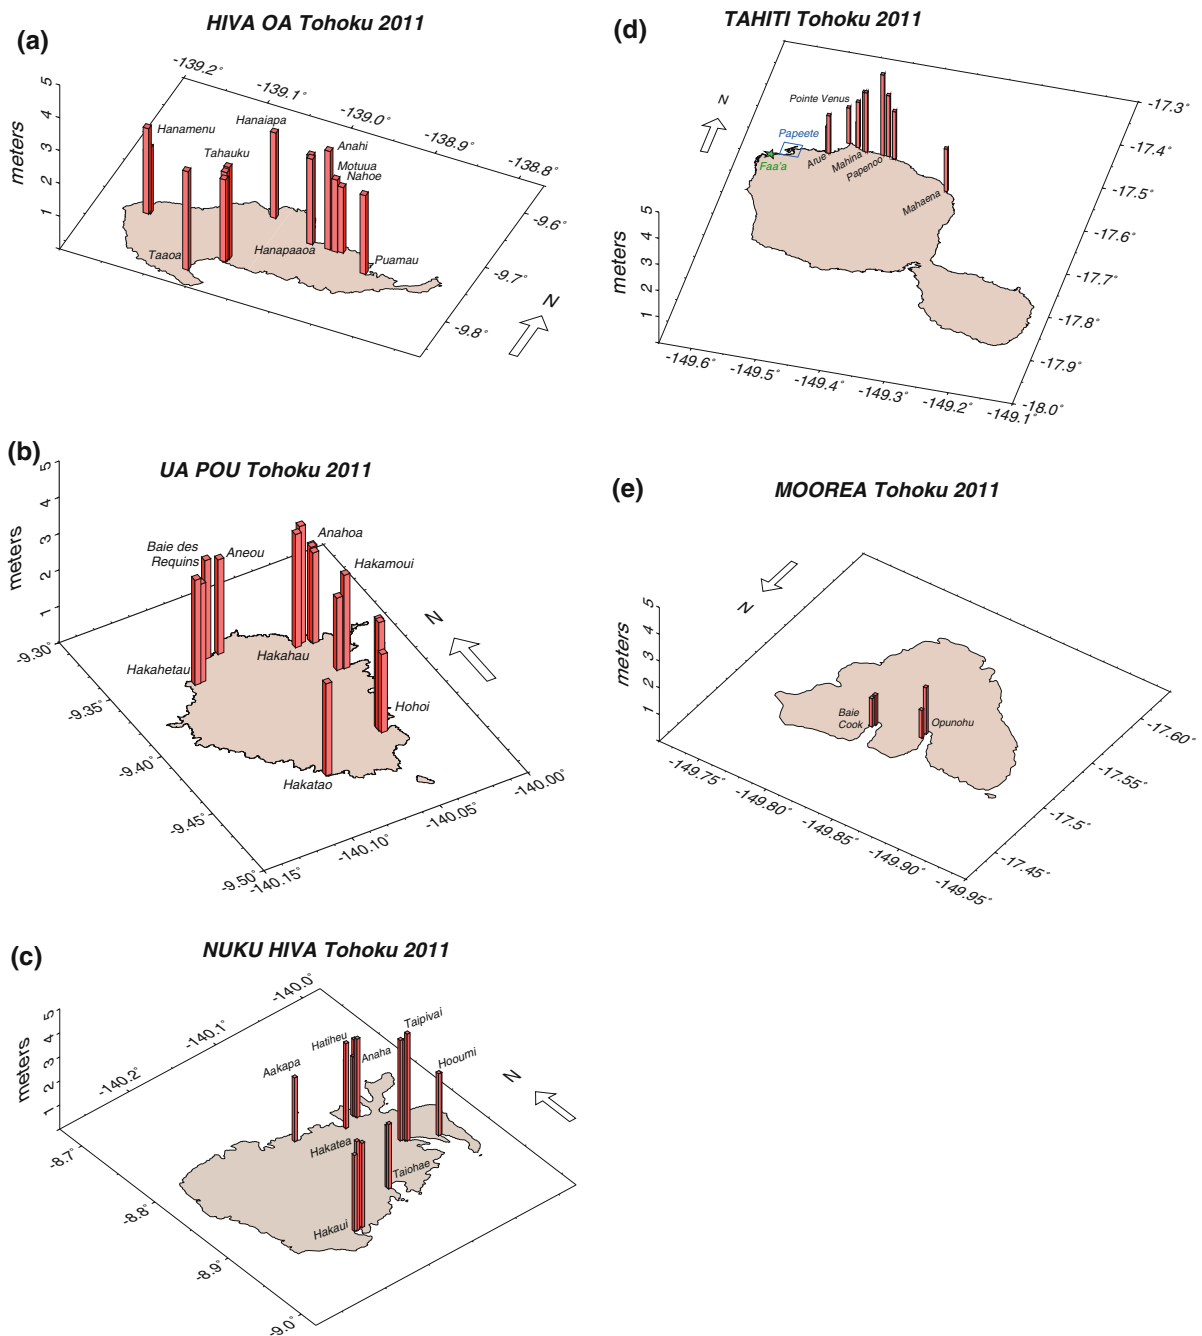 (a)
HIVA OA Tohoku 2011
meters
5
4
3
2
1
-139.2°
-139.1°
-139.0°
-138.9°
-138.8°
-9.6°
-9.7°
-9.8°
N
Hanamenu
Hanaiapa
Tahauku
Anahi
Motuua
Nahoe
Taaoa
Hanapaaoa
Puamau
(b)
UA POU Tohoku 2011
meters
5
4
3
2
1
-9.30°
-9.35°
-9.40°
-9.45°
-9.50°
-140.15°
-140.10°
-140.05°
-140.00°
N
Baie des
Requins
Aneou
Anahoa
Hakamoui
Hakahau
Hakahetau
Hohoi
Hakatao
(c)
NUKU HIVA Tohoku 2011
meters
5
4
3
2
1
-140.2°
-140.1°
-140.0°
-8.7°
-8.8°
-8.9°
-9.0°
N
Aakapa
Hatiheu
Anaha
Taipivai
Hooumi
Hakatea
Taiohae
Hakaui
(d)
TAHITI Tohoku 2011
N
Pointe Venus
Papeete
Faa'a
Arue
Mahina
Papenoo
Mahaena
meters
5
4
3
2
1
-17.3°
-17.4°
-17.5°
-17.6°
-17.7°
-17.8°
-17.9°
-18.0°
-149.6°
-149.5°
-149.4°
-149.3°
-149.2°
-149.1°
(e)
MOOREA Tohoku 2011
N
meters
5
4
3
2
1
Baie
Cook
Opunohu
-149.75°
-149.80°
-149.85°
-149.90°
-149.95°
-17.60°
-17.55°
-17.5°
-17.45°